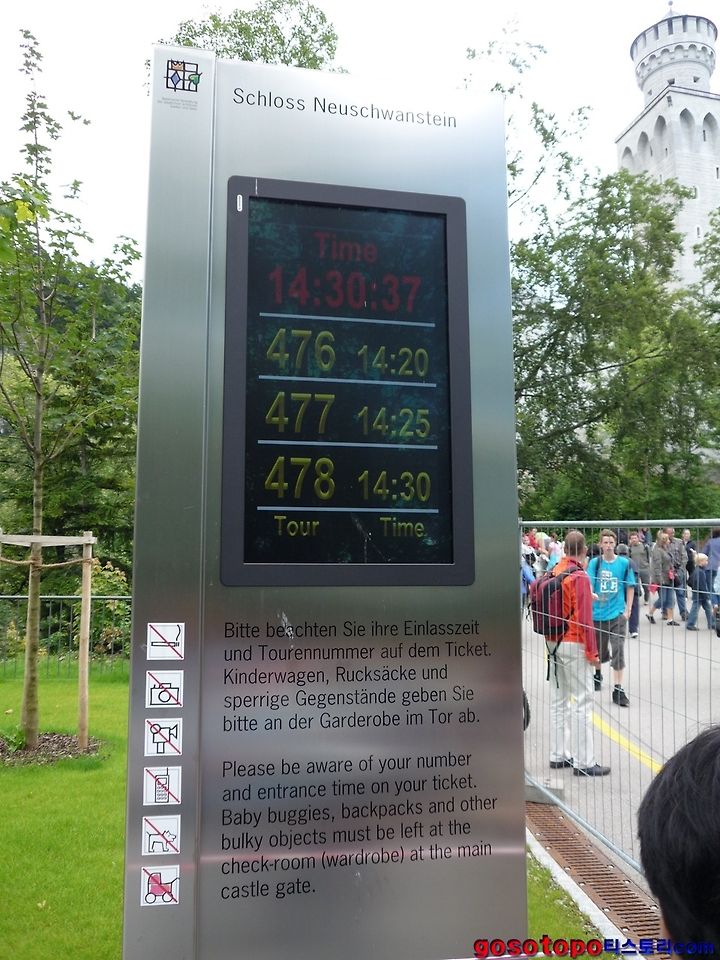 Schloss Neuschwanstein
Time
14:30:37
476 14:20
477 14:25
478 14:30
Tour Time
Bitte beachten Sie ihre Einlasszeit
und Tourennummer auf dem Ticket.
Kinderwagen, Rucksäcke und
sperrige Gegenstände geben Sie
bitte an der Garderobe im Tor ab.
Please be aware of your number
and entrance time on your ticket.
Baby buggies, backpacks and other
bulky objects must be left at the
check-room (wardrobe) at the main
castle gate.
gosotopo티스토리com